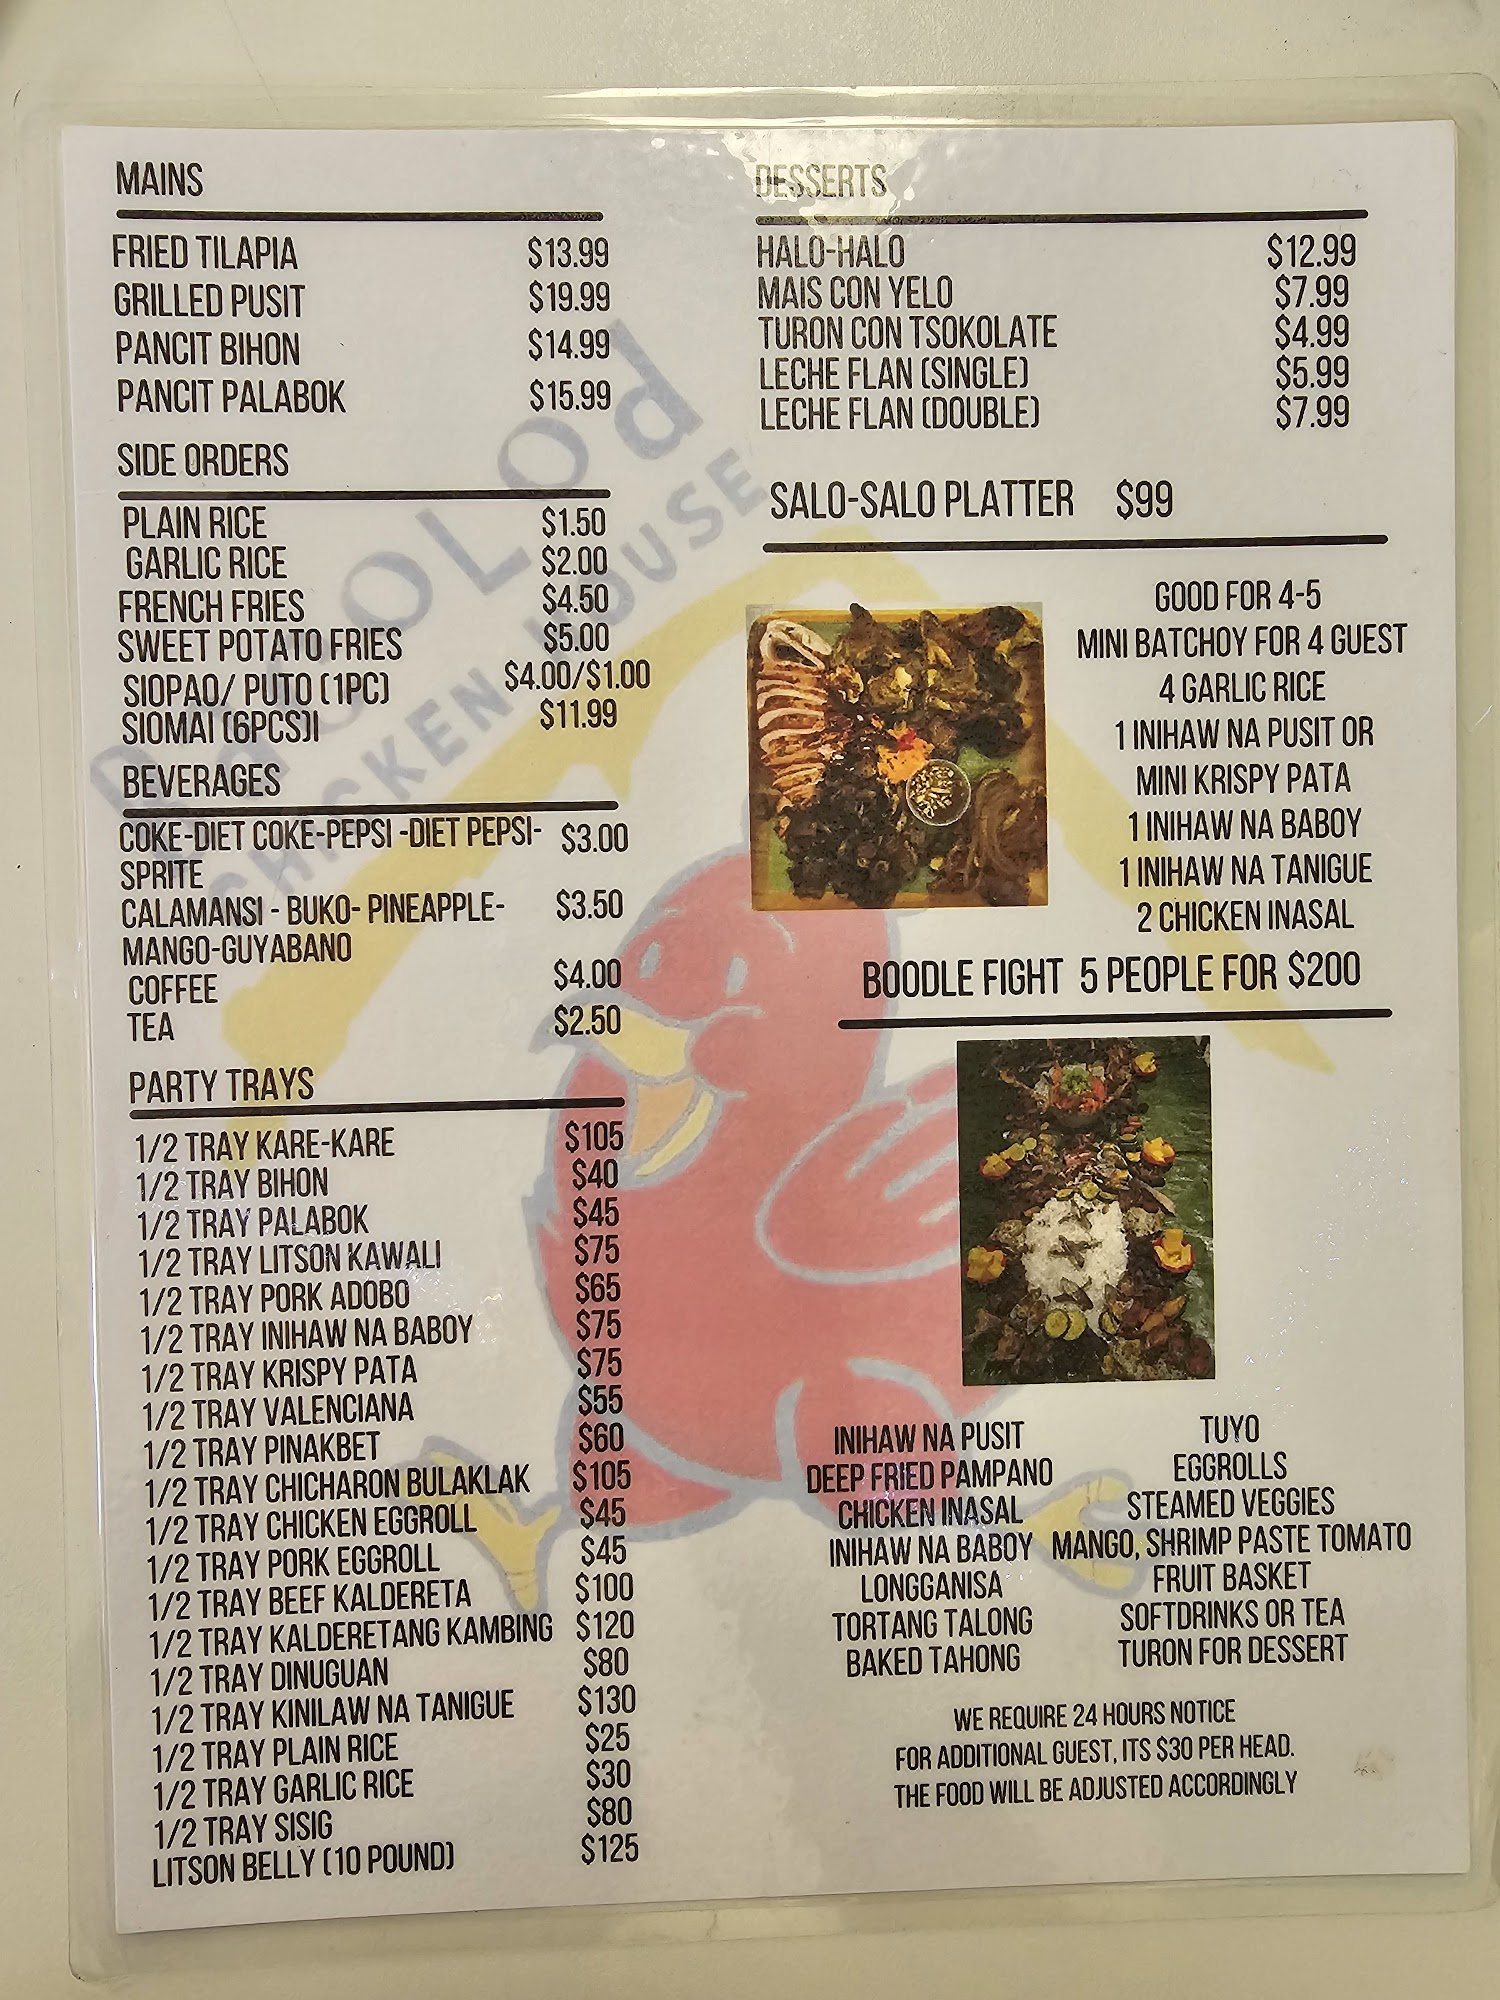 MAINS
FRIED TILAPIA $13.99
GRILLED PUSIT $19.99
PANCIT BIHON $14.99
PANCIT PALABOK $15.99
SIDE ORDERS
PLAIN RICE $1.50
GARLIC RICE $2.00
FRENCH FRIES $4.50
SWEET POTATO FRIES $5.00
SIOPAO/ PUTO (1PC) $4.00/$1.00
SIOMAI (6PCS)I $11.99
BEVERAGES
COKE-DIET COKE-PEPSI -DIET PEPSI- $3.00
SPRITE
CALAMANSI - BUKO- PINEAPPLE- $3.50
MANGO-GUYABANO
COFFEE $4.00
TEA $2.50
PARTY TRAYS
1/2 TRAY KARE-KARE $105
1/2 TRAY BIHON $40
1/2 TRAY PALABOK $45
1/2 TRAY LITSON KAWALI $75
1/2 TRAY PORK ADOBO $65
1/2 TRAY INIHAW NA BABOY $75
1/2 TRAY KRISPY PATA $75
1/2 TRAY VALENCIANA $55
1/2 TRAY PINAKBET $60
1/2 TRAY CHICHARON BULAKLAK $105
1/2 TRAY CHICKEN EGGROLL $45
1/2 TRAY PORK EGGROLL $45
1/2 TRAY BEEF KALDERETA $100
1/2 TRAY KALDERETANG KAMBING $120
1/2 TRAY DINUGUAN $80
1/2 TRAY KINILAW NA TANIGUE $130
1/2 TRAY PLAIN RICE $25
1/2 TRAY GARLIC RICE $30
1/2 TRAY SISIG $80
LITSON BELLY (10 POUND) $125
DESSERTS
HALO-HALO $12.99
MAIS CON YELO $7.99
TURON CON TSOKOLATE $4.99
LECHE FLAN (SINGLE) $5.99
LECHE FLAN (DOUBLE) $7.99
SALO-SALO PLATTER $99
GOOD FOR 4-5
MINI BATCHOY FOR 4 GUEST
4 GARLIC RICE
1 INIHAW NA PUSIT OR
MINI KRISPY PATA
1 INIHAW NA BABOY
1 INIHAW NA TANIGUE
2 CHICKEN INASAL
BOODLE FIGHT 5 PEOPLE FOR $200
INIHAW NA PUSIT
DEEP FRIED PAMPANO
CHICKEN INASAL
INIHAW NA BABOY
LONGGANISA
TORTANG TALONG
BAKED TAHONG
TUYO
EGGROLLS
STEAMED VEGGIES
MANGO, SHRIMP PASTE TOMATO
FRUIT BASKET
SOFTDRINKS OR TEA
TURON FOR DESSERT
WE REQUIRE 24 HOURS NOTICE
FOR ADDITIONAL GUEST, ITS $30 PER HEAD.
THE FOOD WILL BE ADJUSTED ACCORDINGLY
BACOLOd
CHICKEN HOUSE